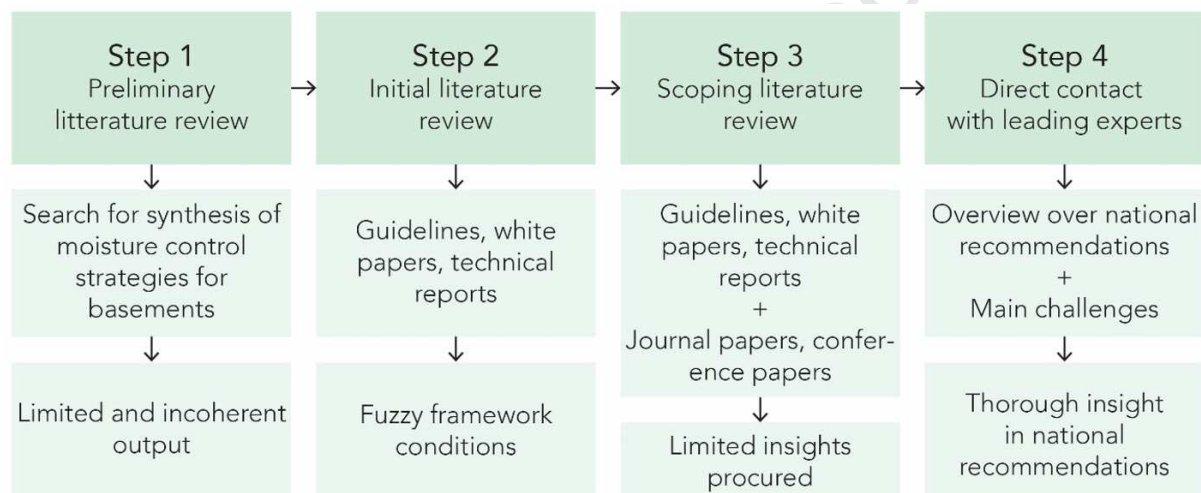 Step 1
Preliminary
litterature review
Step 2
Initial literature
review
Step 3
Scoping literature
review
Step 4
Direct contact
with leading experts
Search for synthesis of
moisture control
strategies for
basements
Guidelines, white
papers, technical
reports
Guidelines, white
papers, technical
reports
+
Journal papers, confer-
ence papers
Overview over national
recommendations
+
Main challenges
Limited and incoherent
output
Fuzzy framework
conditions
Limited insights
procured
Thorough insight
in national
recommendations